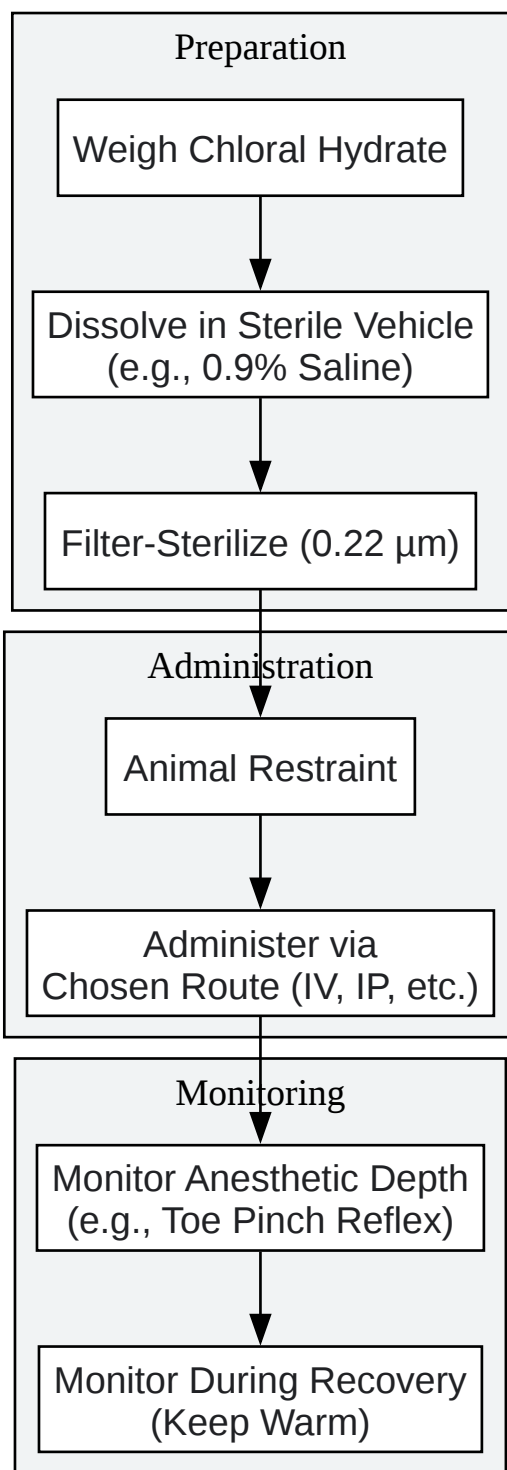 Preparation
Weigh Chloral Hydrate
Dissolve in Sterile Vehicle
(e.g., 0.9% Saline)
Filter-Sterilize (0.22 µm)
Administration
Animal Restraint
Administer via
Chosen Route (IV, IP, etc.)
Monitoring
Monitor Anesthetic Depth
(e.g., Toe Pinch Reflex)
Monitor During Recovery
(Keep Warm)